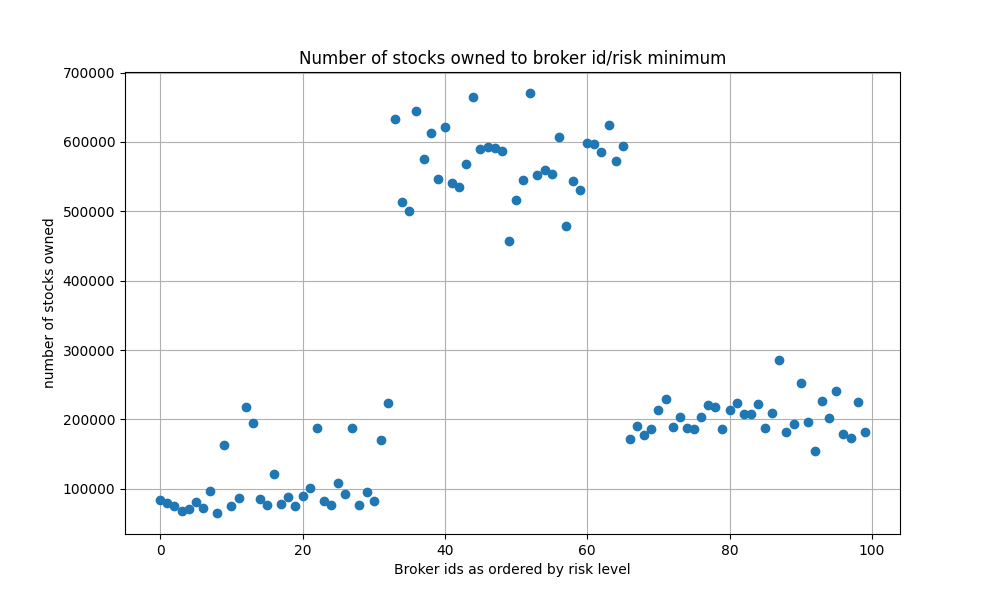 Number of stocks owned to broker id/risk minimum
700000
600000
500000
400000
300000
200000
100000
number of stocks owned
0 20 40 60 80 100
Broker ids as ordered by risk level